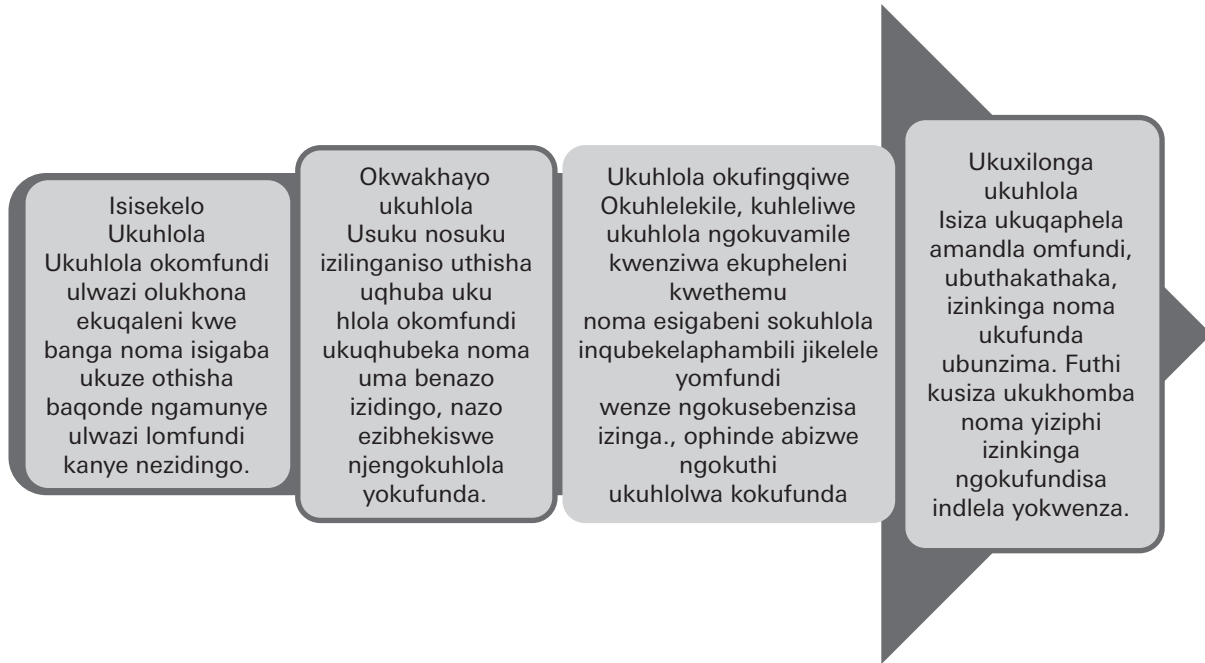 Isisekelo
Ukuhlola
Ukuhlola okomfundi
ulwazi olukhona
ekuqaleni kwe
banga noma isigaba
ukuze othisha
baqonde ngamunye
ulwazi lomfundi
kanye nezidingo.
Okwakhayo
ukuhlola
Usuku nosuku
izilinganiso uthisha
uqhuba uku
hlola okomfundi
ukuqhubeka noma
uma benazo
izidingo, nazo
ezibhekiswe
njengokuhlola
yokufunda.
Ukuhlola okufingqiwe
Okuhlelekile, kuhleliwe
ukuhlola ngokuvamile
kwenziwa ekupheleni
kwethemu
noma esigabeni sokuhlola
inqubekelaphambili jikelele
yomfundi
wenze ngokusebenzisa
izinga., ophinde abizwe
ngokuthi
ukuhlolwa kokufunda
Ukuxilonga
ukuhlola
Isiza ukuqaphela
amandla omfundi,
ubuthakathaka,
izinkinga noma
ukufunda
ubunzima. Futhi
kusiza ukukhomba
noma yiziphi
izinkinga
ngokufundisa
indlela yokwenza.